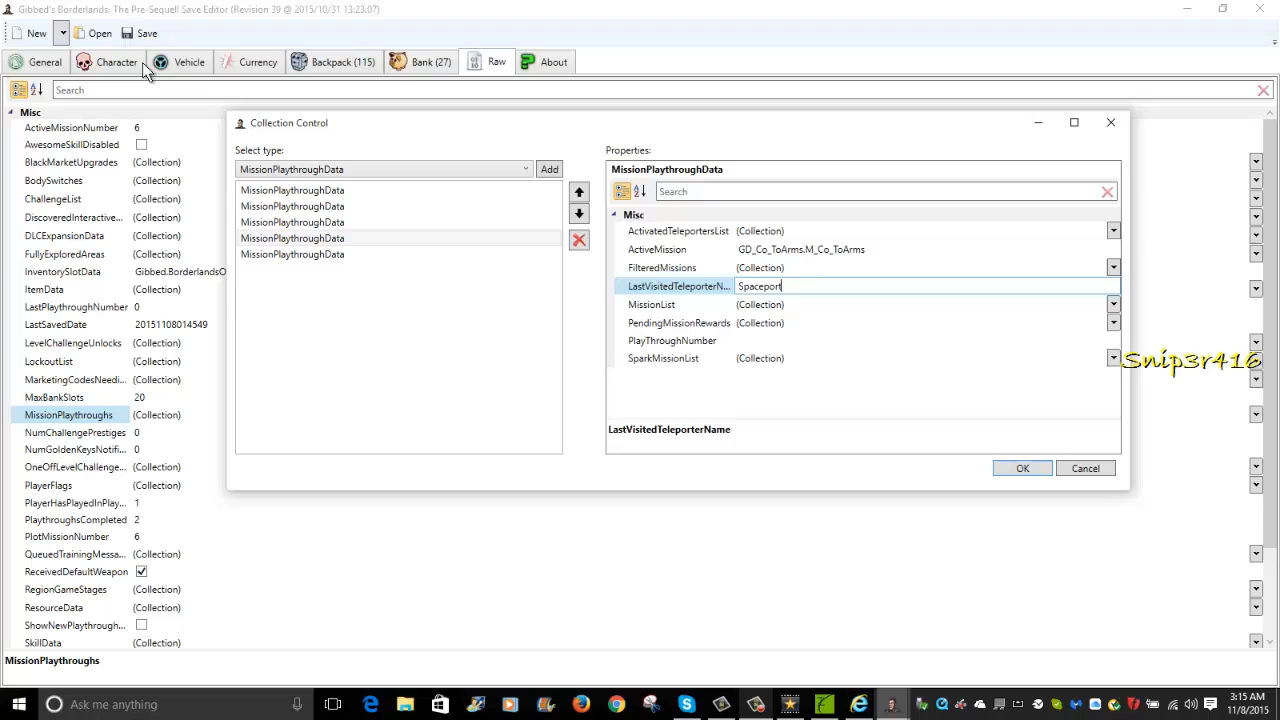 Gibbed's Borderlands: The Pre-Sequel! Save Editor (Revision 39 @ 2015/10/31 13:23:07)
New Open Save
General Character Vehicle Currency Backpack (115) Bank (27) Raw About
Search
Misc
ActiveMissionNumber 6
AwesomeSkillDisabled
BlackMarketUpgrades (Collection)
BodySwitches (Collection)
ChallengeList (Collection)
DiscoveredInteractive... (Collection)
DLCExpansionData (Collection)
FullyExploredAreas (Collection)
InventorySlotData Gibbed.BorderlandsO
ItemData (Collection)
LastPlaythroughNumber 0
LastSavedDate 20151108014549
LevelChallengeUnlocks (Collection)
LockoutList (Collection)
MarketingCodesNeedi... (Collection)
MaxBankSlots 20
MissionPlaythroughs (Collection)
NumChallengePrestiges 0
NumGoldenKeysNotifi... 0
OneOffLevelChallenge... (Collection)
PlayerFlags (Collection)
PlayerHasPlayedInPlay... 1
PlaythroughsCompleted 2
PlotMissionNumber 6
QueuedTrainingMessa... (Collection)
ReceivedDefaultWeapon
RegionGameStages (Collection)
ResourceData (Collection)
ShowNewPlaythrough...
SkillData (Collection)
MissionPlaythroughs
Collection Control
Select type:
MissionPlaythroughData Add
MissionPlaythroughData
MissionPlaythroughData
MissionPlaythroughData
MissionPlaythroughData
MissionPlaythroughData
Properties:
MissionPlaythroughData
Search
Misc
ActivatedTeleportersList (Collection)
ActiveMission GD_Co_ToArms.M_Co_ToArms
FilteredMissions (Collection)
LastVisitedTeleporterN... Spaceport
MissionList (Collection)
PendingMissionRewards (Collection)
PlayThroughNumber
SparkMissionList (Collection)
LastVisitedTeleporterName
OK Cancel
Snip3r416
Ask me anything
3:15 AM
11/8/2015